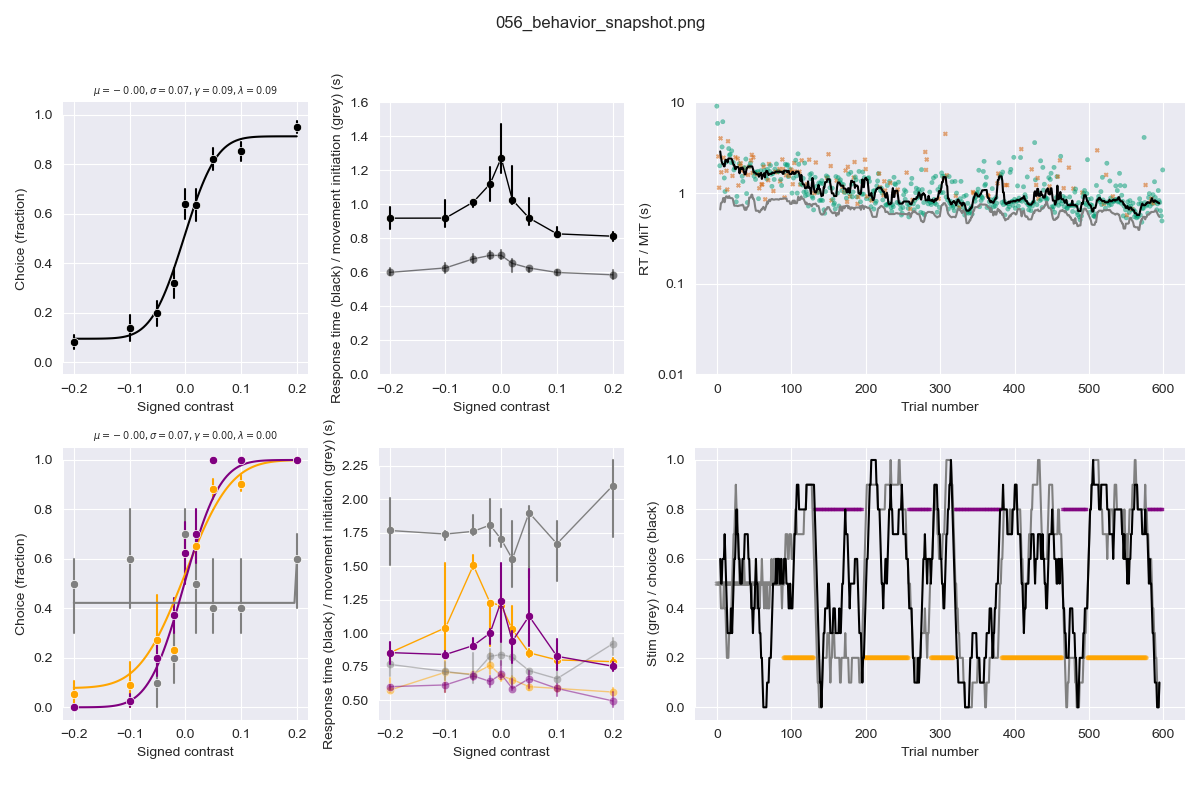 056_behavior_snapshot.png
μ = − 0.00, σ = 0.07, γ = 0.09, λ = 0.09
Choice (fraction)
1.0
0.8
0.6
0.4
0.2
0.0
−0.2 −0.1 0.0 0.1 0.2
Signed contrast
Response time (black) / movement initiation (grey) (s)
1.6
1.4
1.2
1.0
0.8
0.6
0.4
0.2
0.0
−0.2 −0.1 0.0 0.1 0.2
Signed contrast
RT / MiT (s)
10
1
0.1
0.01
0 100 200 300 400 500 600
Trial number
μ = − 0.00, σ = 0.07, γ = 0.00, λ = 0.00
Choice (fraction)
1.0
0.8
0.6
0.4
0.2
0.0
−0.2 −0.1 0.0 0.1 0.2
Signed contrast
Response time (black) / movement initiation (grey) (s)
2.25
2.00
1.75
1.50
1.25
1.00
0.75
0.50
−0.2 −0.1 0.0 0.1 0.2
Signed contrast
Stim (grey) / choice (black)
1.0
0.8
0.6
0.4
0.2
0.0
0 100 200 300 400 500 600
Trial number